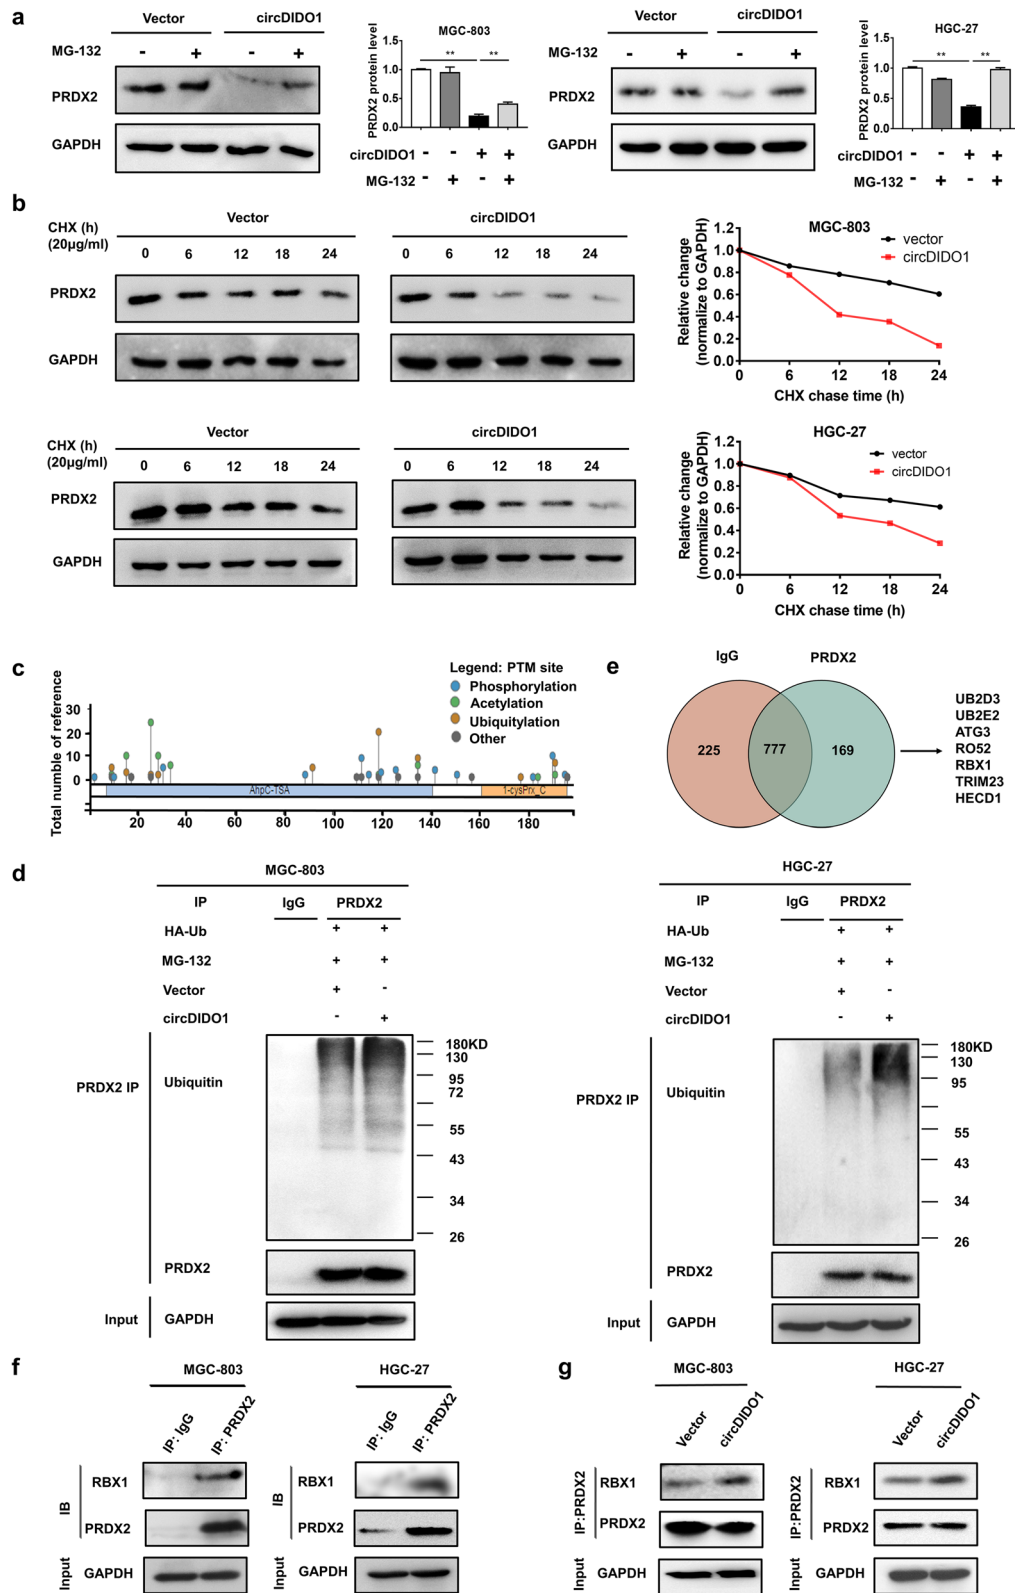 a
Vector circDIDO1
MG-132 - + - +
PRDX2
GAPDH
MGC-803
PRDX2 protein level
1.5
1.0
0.5
0.0
** **
circDIDO1 - - + +
MG-132 - + - +
Vector circDIDO1
MG-132 - + - +
PRDX2
GAPDH
HGC-27
PRDX2 protein level
1.5
1.0
0.5
0.0
** **
circDIDO1 - - + +
MG-132 - + - +
b
CHX (h)
(20μg/ml)
Vector
0 6 12 18 24
circDIDO1
0 6 12 18 24
PRDX2
GAPDH
MGC-803
vector
circDIDO1
Relative change
(normalize to GAPDH)
1.2
1.0
0.8
0.6
0.4
0.2
0.0
0 6 12 18 24
CHX chase time (h)
CHX (h)
(20μg/ml)
Vector
0 6 12 18 24
circDIDO1
0 6 12 18 24
PRDX2
GAPDH
HGC-27
vector
circDIDO1
Relative change
(normalize to GAPDH)
1.2
1.0
0.8
0.6
0.4
0.2
0.0
0 6 12 18 24
CHX chase time (h)
c
Legend: PTM site
Phosphorylation
Acetylation
Ubiquitylation
Other
Total numble of reference
30
20
10
5
0
AhpC-TSA
1-cysPrx_C
20 40 60 80 100 120 140 160 180
e
IgG PRDX2
225 777 169
UB2D3
UB2E2
ATG3
RO52
RBX1
TRIM23
HECD1
d
MGC-803
IP IgG PRDX2
HA-Ub + +
MG-132 + +
Vector + -
circDIDO1 - +
PRDX2 IP
Ubiquitin
180KD
130
95
72
55
43
34
26
PRDX2
Input GAPDH
HGC-27
IP IgG PRDX2
HA-Ub + +
MG-132 + +
Vector + -
circDIDO1 - +
PRDX2 IP
Ubiquitin
180KD
130
95
55
43
34
26
PRDX2
Input GAPDH
f
MGC-803
IP: IgG IP: PRDX2
IB
RBX1
PRDX2
Input GAPDH
HGC-27
IP: IgG IP: PRDX2
IB
RBX1
PRDX2
Input GAPDH
g
MGC-803
Vector circDIDO1
IP:PRDX2
RBX1
PRDX2
Input GAPDH
HGC-27
Vector circDIDO1
IP:PRDX2
RBX1
PRDX2
Input GAPDH